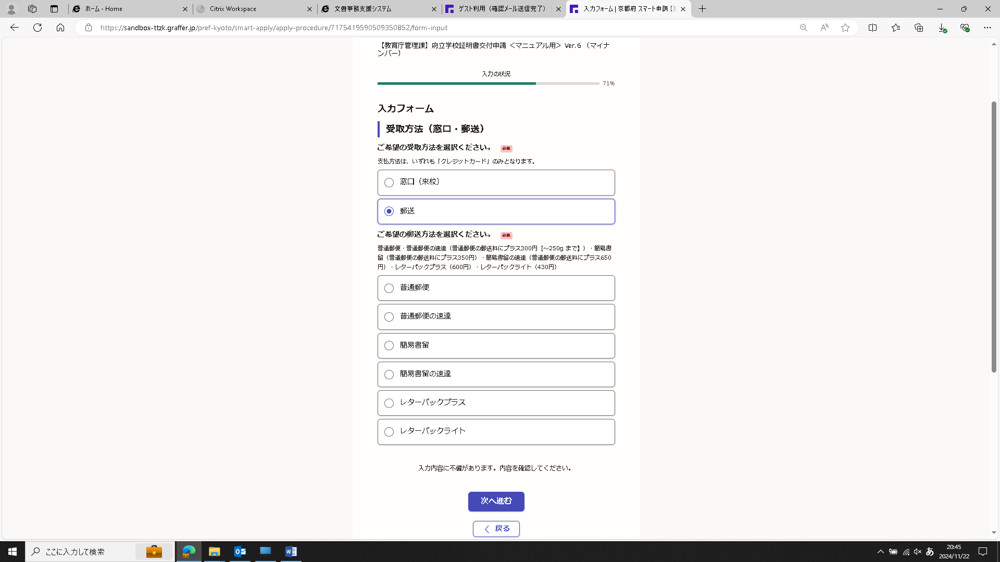 ホーム - Home
Citrix Workspace
文書事務支援システム
ゲスト利用（確認メール送信完了）
入力フォーム | 京都府 スマート申請【教
https://sandbox-ttzk.graffer.jp/pref-kyoto/smart-apply/apply-procedure/7175419590509350852/form-input
【教育庁管理課】府立学校証明書交付申請 ＜マニュアル用＞ Ver.６（マイナ
ンバー）
入力の状況
71%
入力フォーム
受取方法（窓口・郵送）
ご希望の受取方法を選択ください。 必須
支払方法は、いずれも「クレジットカード」のみとなります。
窓口（来校）
郵送
ご希望の郵送方法を選択ください。 必須
普通郵便・普通郵便の速達（普通郵便の郵送料にプラス300円【～250g まで】）・簡易書
留（普通郵便の郵送料にプラス350円）・簡易書留の速達（普通郵便の郵送料にプラス650
円）・レターパックプラス（600円）・レターパックライト（430円）
普通郵便
普通郵便の速達
簡易書留
簡易書留の速達
レターパックプラス
レターパックライト
入力内容に不備があります。内容を確認してください。
次へ進む
戻る
ここに入力して検索
あ
20:45
2024/11/22